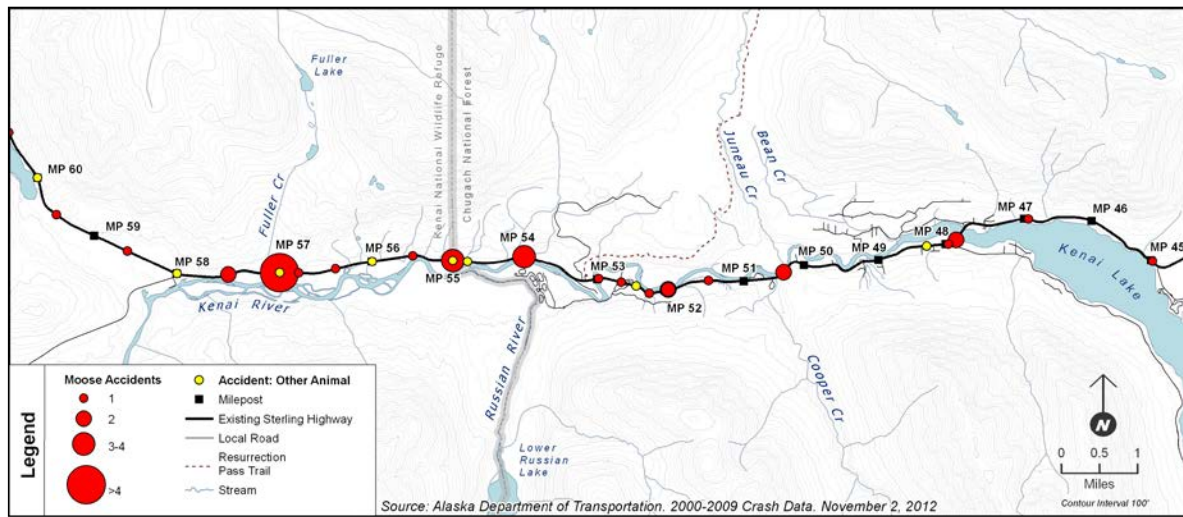 Fuller
Lake
Kenai National Wildlife Refuge
Chugach National Forest
Juneau Cr
Bean Cr
MP 60
MP 59
MP 58
Fuller Cr
MP 57
MP 56
MP 55
MP 54
MP 53
MP 52
MP 51
MP 50
MP 49
MP 48
MP 47
MP 46
MP 45
Kenai River
Kenai Lake
Russian River
Cooper Cr
Lower
Russian
Lake
Legend
Moose Accidents
1
2
3-4
>4
Accident: Other Animal
Milepost
Existing Sterling Highway
Local Road
Resurrection
Pass Trail
Stream
N
0 0.5 1
Miles
Contour Interval 100'
Source: Alaska Department of Transportation. 2000-2009 Crash Data. November 2, 2012